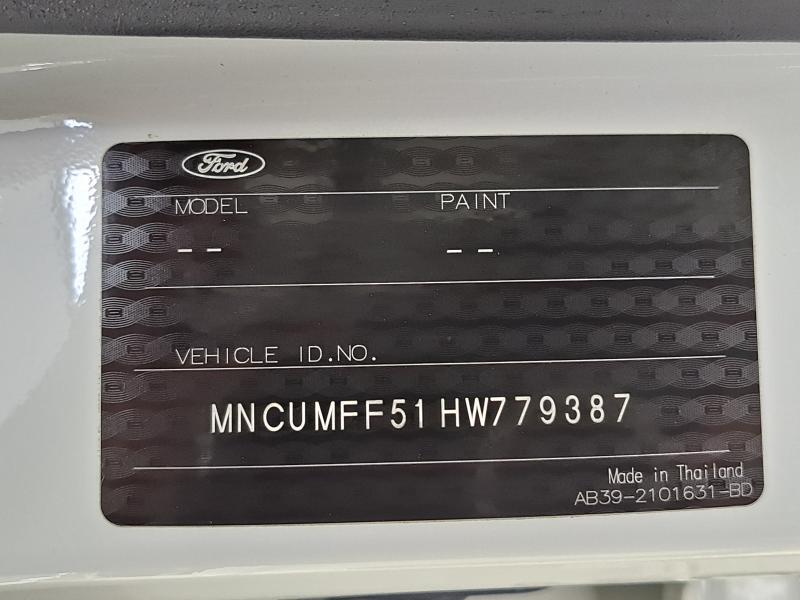 Ford
MODEL PAINT
-- --
VEHICLE ID.NO.
MNCUMFF51HW779387
Made in Thailand
AB39-2101631-BD